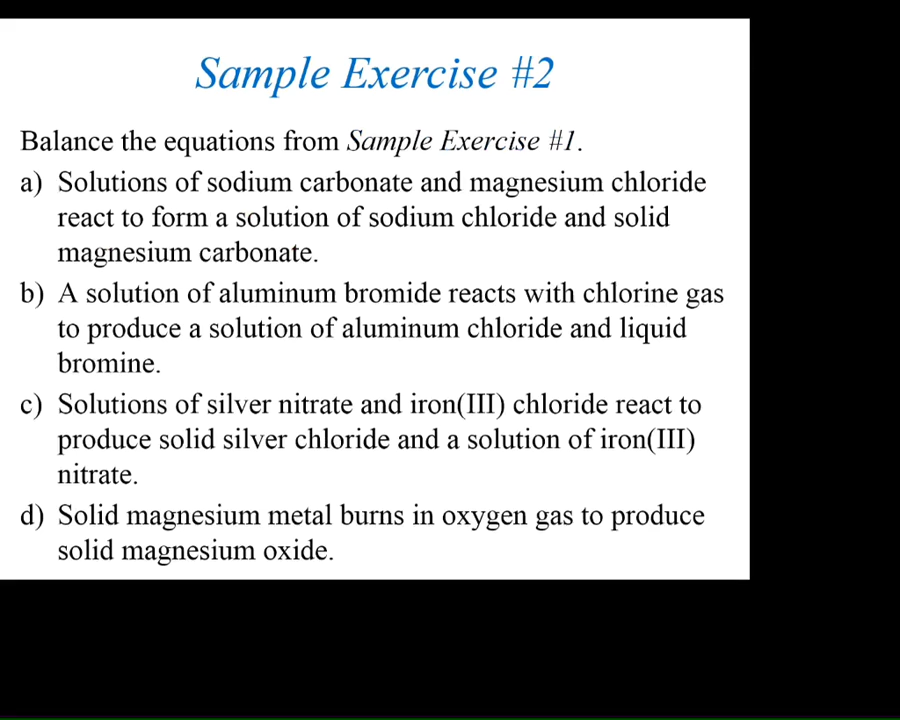 Sample Exercise #2
Balance the equations from Sample Exercise #1.
a) Solutions of sodium carbonate and magnesium chloride
react to form a solution of sodium chloride and solid
magnesium carbonate.
b) A solution of aluminum bromide reacts with chlorine gas
to produce a solution of aluminum chloride and liquid
bromine.
c) Solutions of silver nitrate and iron(III) chloride react to
produce solid silver chloride and a solution of iron(III)
nitrate.
d) Solid magnesium metal burns in oxygen gas to produce
solid magnesium oxide.